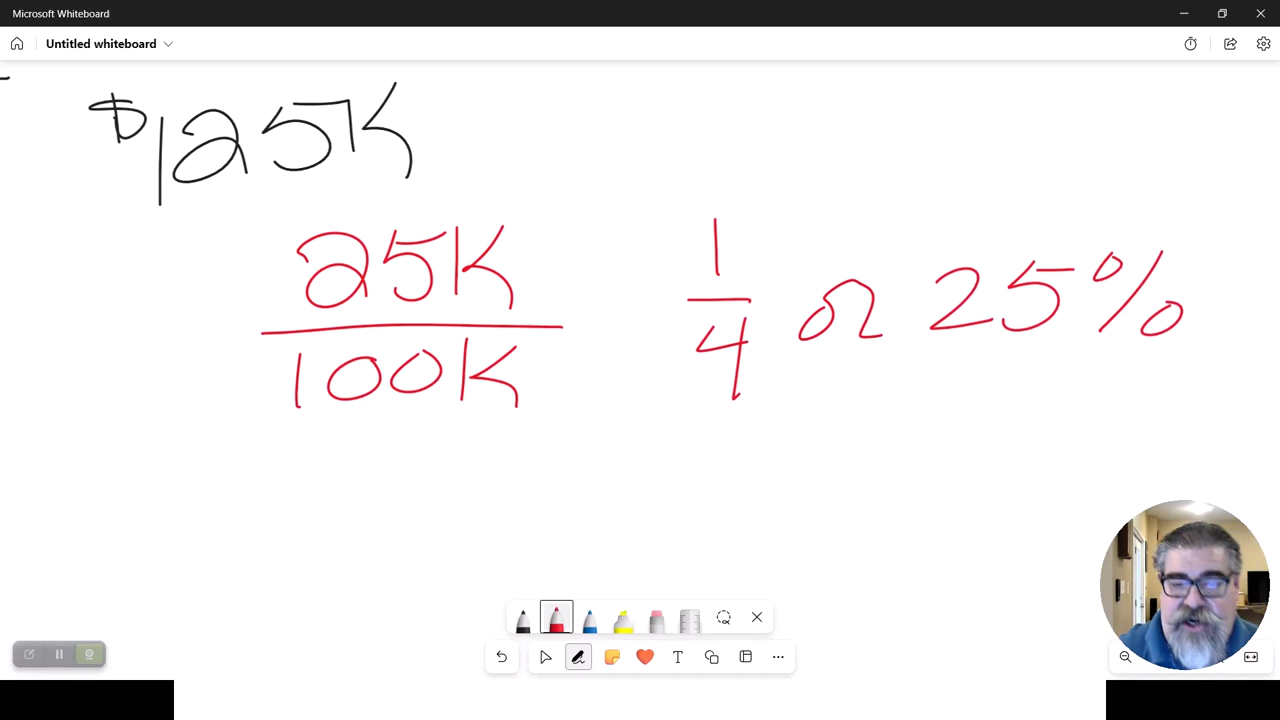 Microsoft Whiteboard
Untitled whiteboard
$125K
25K
100K
1
4
or 25%
T